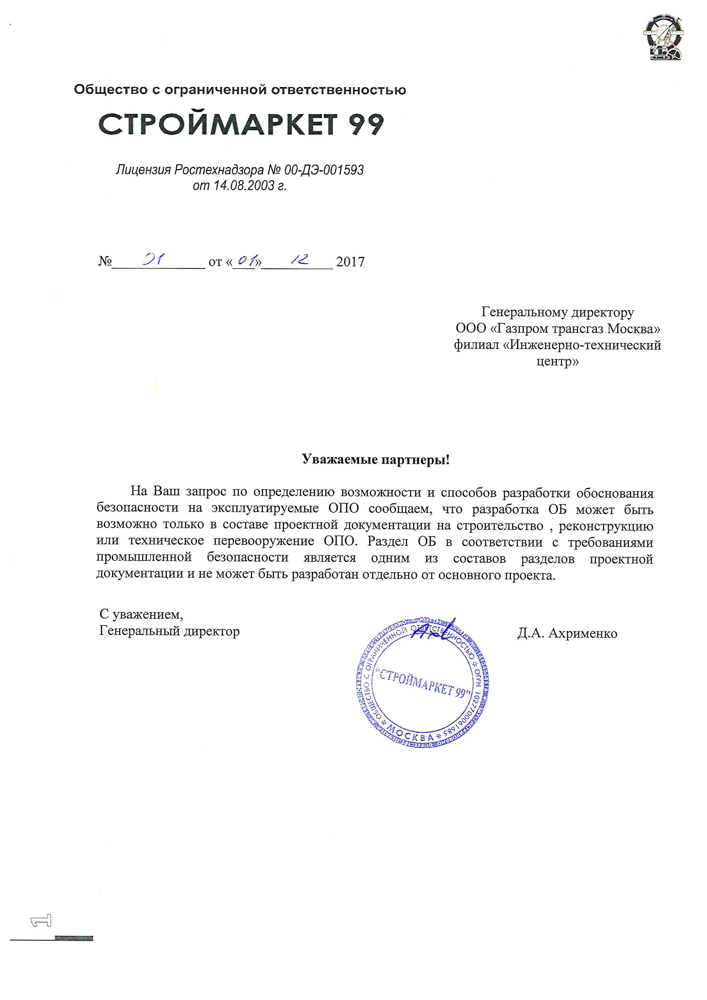 Строймаркет 99
Общество с ограниченной ответственностью
СТРОЙМАРКЕТ 99
Лицензия Ростехнадзора № 00-ДЭ-001593
от 14.08.2003 г.
№ 01 от «01» 12 2017
Генеральному директору
ООО «Газпром трансгаз Москва»
филиал «Инженерно-технический
центр»
Уважаемые партнеры!
На Ваш запрос по определению возможности и способов разработки обоснования
безопасности на эксплуатируемые ОПО сообщаем, что разработка ОБ может быть
возможно только в составе проектной документации на строительство , реконструкцию
или техническое перевооружение ОПО. Раздел ОБ в соответствии с требованиями
промышленной безопасности является одним из составов разделов проектной
документации и не может быть разработан отдельно от основного проекта.
С уважением,
Генеральный директор
Д.А. Ахрименко
ОБЩЕСТВО С ОГРАНИЧЕННОЙ ОТВЕТСТВЕННОСТЬЮ * ОГРН 1027700061685 * МОСКВА *
"СТРОЙМАРКЕТ 99"
1